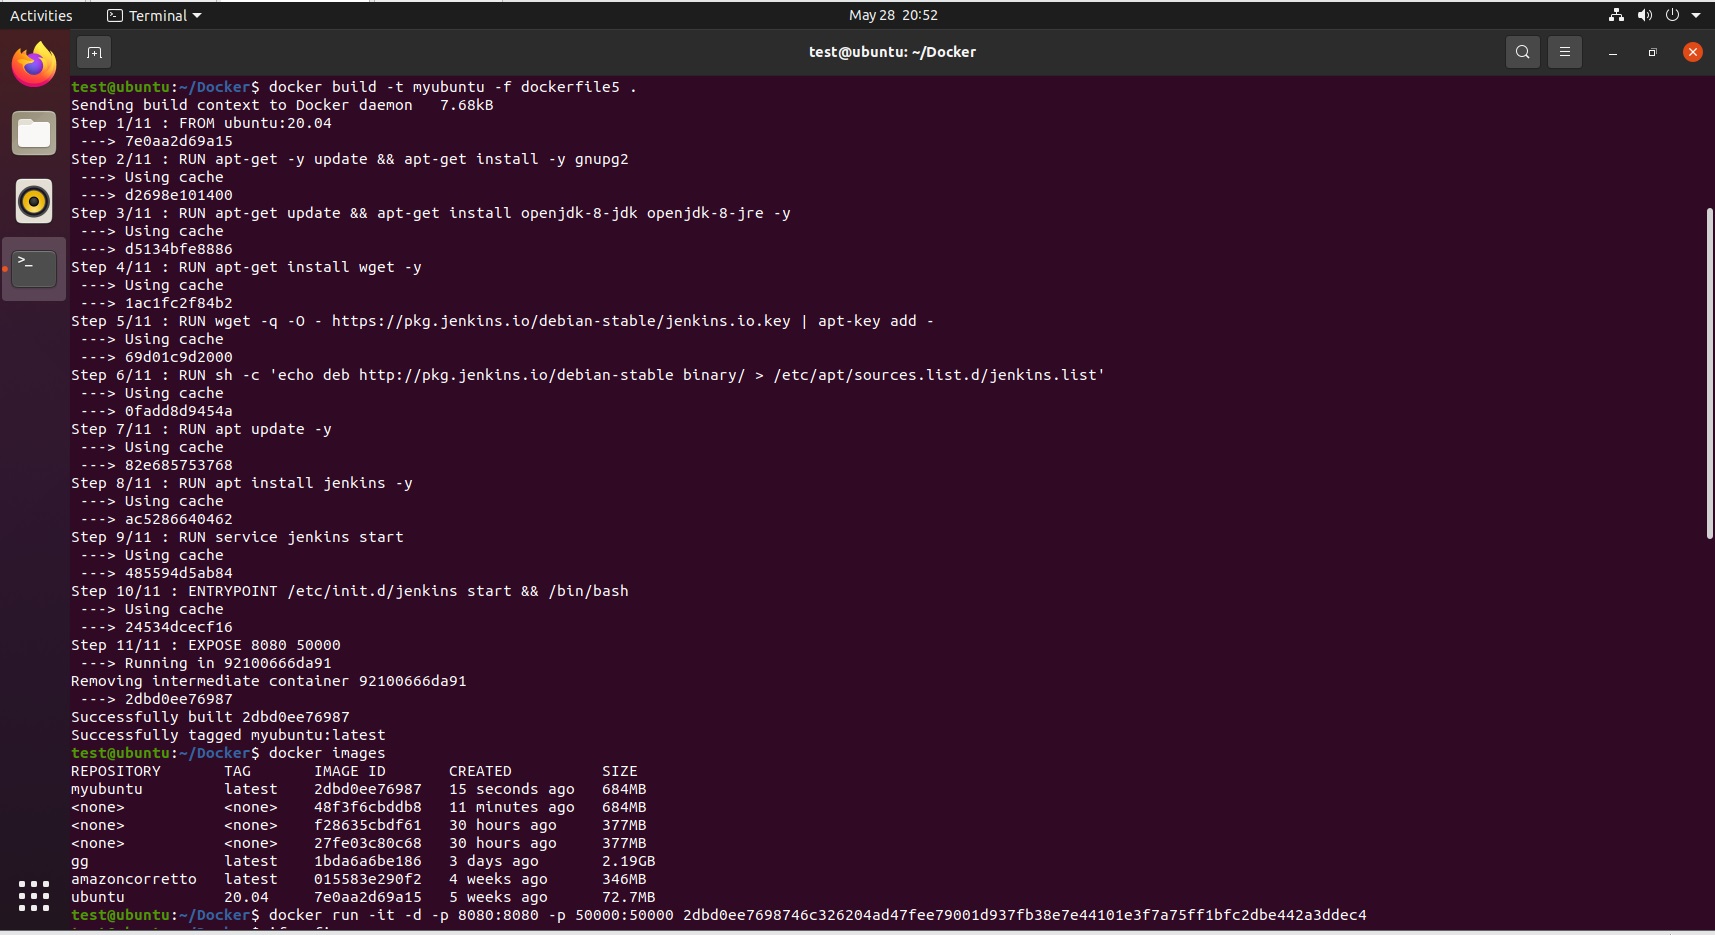 Activities
Terminal
May 28 20:52
test@ubuntu: ~/Docker
test@ubuntu:~/Docker$ docker build -t myubuntu -f dockerfile5 .
Sending build context to Docker daemon   7.68kB
Step 1/11 : FROM ubuntu:20.04
 ---> 7e0aa2d69a15
Step 2/11 : RUN apt-get -y update && apt-get install -y gnupg2
 ---> Using cache
 ---> d2698e101400
Step 3/11 : RUN apt-get update && apt-get install openjdk-8-jdk openjdk-8-jre -y
 ---> Using cache
 ---> d5134bfe8886
Step 4/11 : RUN apt-get install wget -y
 ---> Using cache
 ---> 1ac1fc2f84b2
Step 5/11 : RUN wget -q -O - https://pkg.jenkins.io/debian-stable/jenkins.io.key | apt-key add -
 ---> Using cache
 ---> 69d01c9d2000
Step 6/11 : RUN sh -c 'echo deb http://pkg.jenkins.io/debian-stable binary/ > /etc/apt/sources.list.d/jenkins.list'
 ---> Using cache
 ---> 0fadd8d9454a
Step 7/11 : RUN apt update -y
 ---> Using cache
 ---> 82e685753768
Step 8/11 : RUN apt install jenkins -y
 ---> Using cache
 ---> ac5286640462
Step 9/11 : RUN service jenkins start
 ---> Using cache
 ---> 485594d5ab84
Step 10/11 : ENTRYPOINT /etc/init.d/jenkins start && /bin/bash
 ---> Using cache
 ---> 24534dcecf16
Step 11/11 : EXPOSE 8080 50000
 ---> Running in 92100666da91
Removing intermediate container 92100666da91
 ---> 2dbd0ee76987
Successfully built 2dbd0ee76987
Successfully tagged myubuntu:latest
test@ubuntu:~/Docker$ docker images
REPOSITORY       TAG       IMAGE ID       CREATED          SIZE
myubuntu         latest    2dbd0ee76987   15 seconds ago   684MB
<none>           <none>    48f3f6cbddb8   11 minutes ago   684MB
<none>           <none>    f28635cbdf61   30 hours ago     377MB
<none>           <none>    27fe03c80c68   30 hours ago     377MB
gg               latest    1bda6a6be186   3 days ago       2.19GB
amazoncorretto   latest    015583e290f2   4 weeks ago      346MB
ubuntu           20.04     7e0aa2d69a15   5 weeks ago      72.7MB
test@ubuntu:~/Docker$ docker run -it -d -p 8080:8080 -p 50000:50000 2dbd0ee7698746c326204ad47fee79001d937fb38e7e44101e3f7a75ff1bfc2dbe442a3ddec4